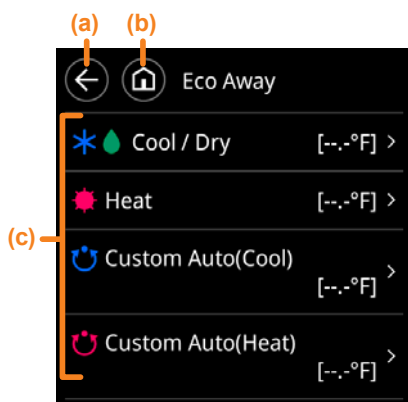 (a) (b)
Eco Away
Cool / Dry [--.-°F] >
Heat [--.-°F] >
(c)
Custom Auto(Cool)
[--.-°F] >
Custom Auto(Heat)
[--.-°F] >